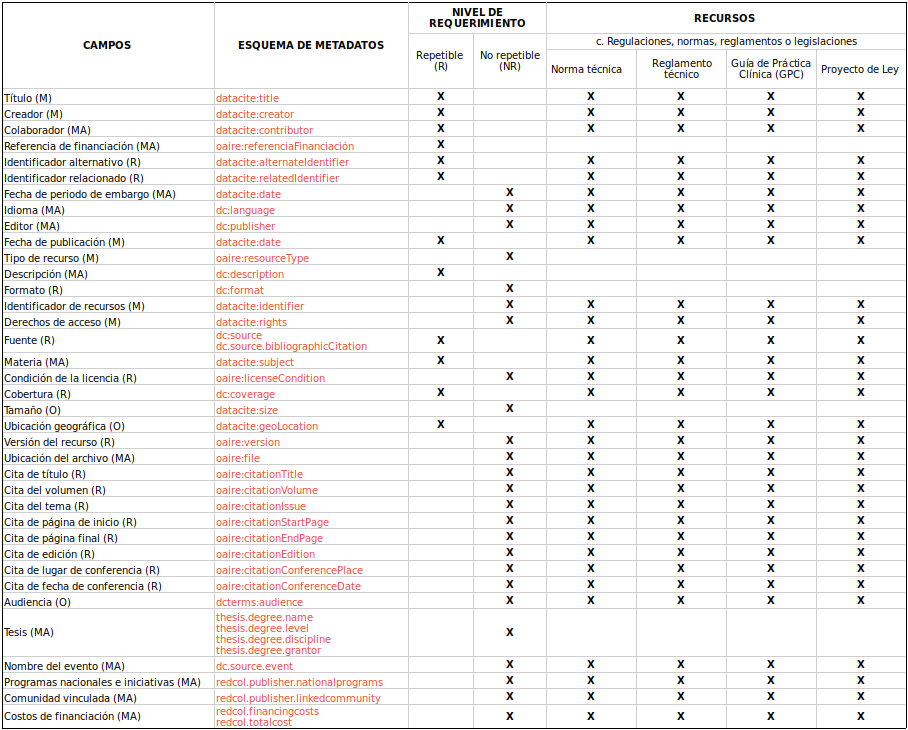 CAMPOS ESQUEMA DE METADATOS NIVEL DE REQUERIMIENTO RECURSOS
c. Regulaciones, normas, reglamentos o legislaciones
Repetible (R) No repetible (NR) Norma técnica Reglamento técnico Guía de Práctica Clínica (GPC) Proyecto de Ley
Título (M) datacite:title X X X X X
Creador (M) datacite:creator X X X X X
Colaborador (MA) datacite:contributor X X X X X
Referencia de financiación (MA) oaire:referenciaFinanciación X
Identificador alternativo (R) datacite:alternateIdentifier X X X X X
Identificador relacionado (R) datacite:relatedIdentifier X X X X X
Fecha de periodo de embargo (MA) datacite:date X X X X X
Idioma (MA) dc:language X X X X X
Editor (MA) dc:publisher X X X X X
Fecha de publicación (M) datacite:date X X X X X
Tipo de recurso (M) oaire:resourceType X
Descripción (MA) dc:description X
Formato (R) dc:format X
Identificador de recursos (M) datacite:identifier X X X X X
Derechos de acceso (M) datacite:rights X X X X X
Fuente (R) dc:source
dc.source.bibliographicCitation X X X X X
Materia (MA) datacite:subject X X X X X
Condición de la licencia (R) oaire:licenseCondition X X X X X
Cobertura (R) dc:coverage X X X X X
Tamaño (O) datacite:size X
Ubicación geográfica (O) datacite:geoLocation X X X X X
Versión del recurso (R) oaire:version X X X X X
Ubicación del archivo (MA) oaire:file X X X X X
Cita de título (R) oaire:citationTitle X X X X X
Cita del volumen (R) oaire:citationVolume X X X X X
Cita del tema (R) oaire:citationIssue X X X X X
Cita de página de inicio (R) oaire:citationStartPage X X X X X
Cita de página final (R) oaire:citationEndPage X X X X X
Cita de edición (R) oaire:citationEdition X X X X X
Cita de lugar de conferencia (R) oaire:citationConferencePlace X X X X X
Cita de fecha de conferencia (R) oaire:citationConferenceDate X X X X X
Audiencia (O) dcterms:audience X X X X X
Tesis (MA) thesis.degree.name
thesis.degree.level
thesis.degree.discipline
thesis.degree.grantor X
Nombre del evento (MA) dc.source.event X X X X X
Programas nacionales e iniciativas (MA) redcol.publisher.nationalprograms X X X X X
Comunidad vinculada (MA) redcol.publisher.linkedcommunity X X X X X
Costos de financiación (MA) redcol.financingcosts
redcol.totalcost X X X X X